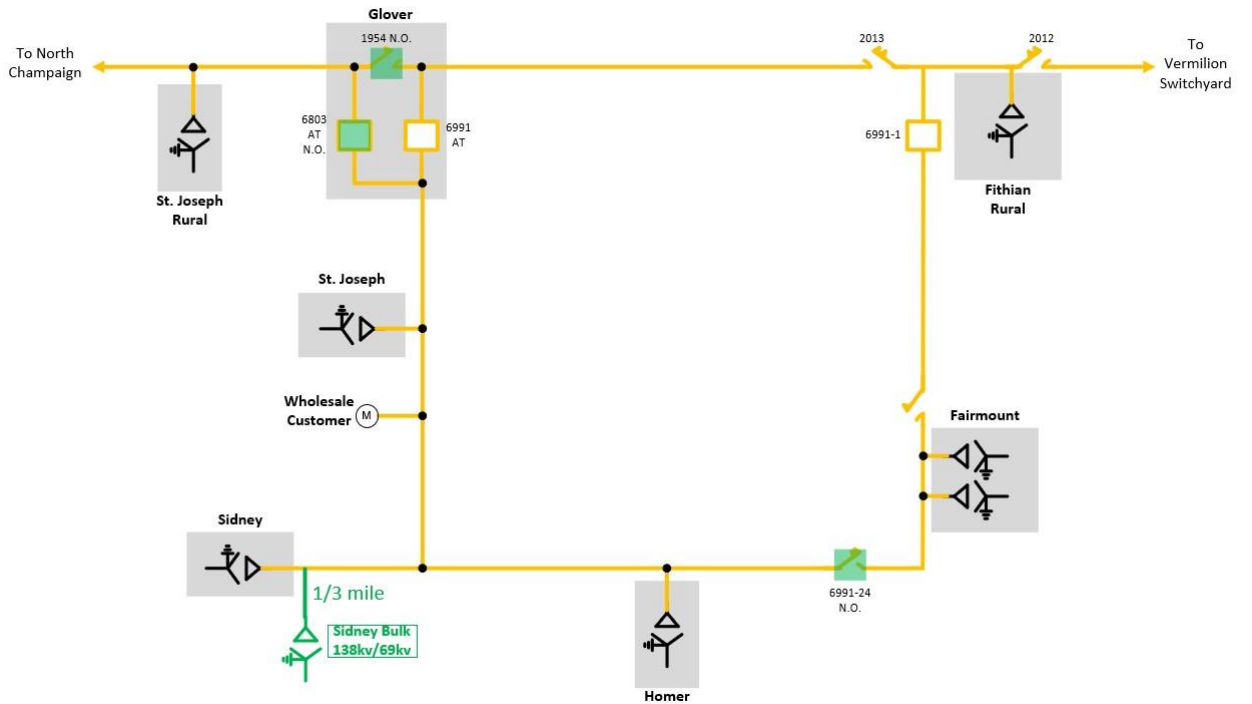 Glover
1954 N.O.
2013
2012
To North
Champaign
To
Vermilion
Switchyard
6803
AT
N.O.
6991
AT
6991-1
St. Joseph
Rural
Fithian
Rural
St. Joseph
Wholesale
Customer
M
Fairmount
Sidney
1/3 mile
6991-24
N.O.
Sidney Bulk
138kv/69kv
Homer